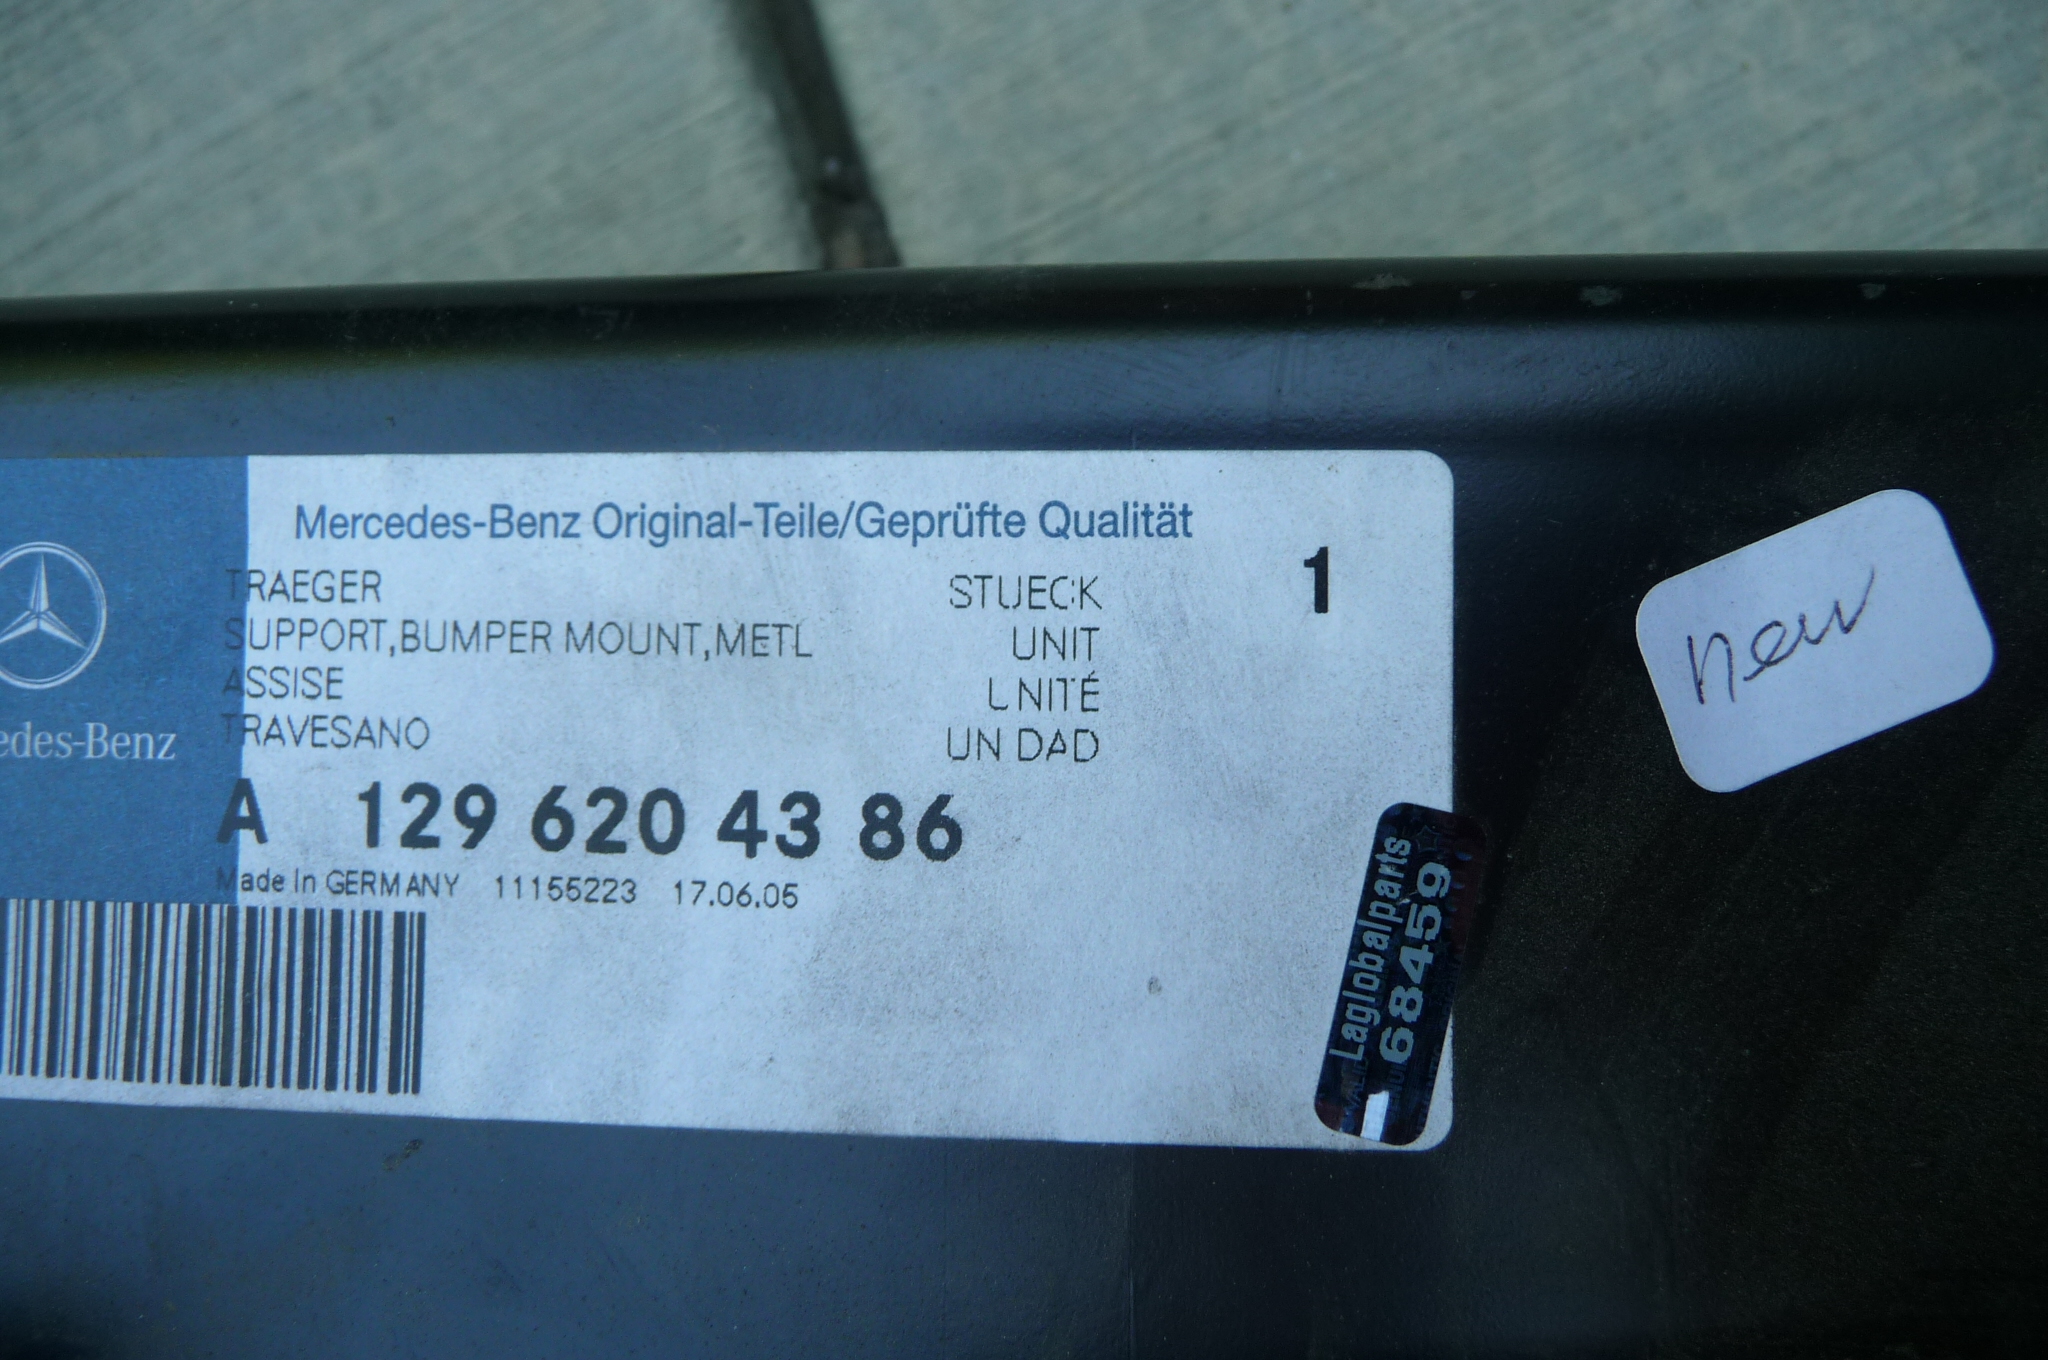 Mercedes-Benz Original-Teile/Geprüfte Qualität
TRAEGER STUECK 1
SUPPORT,BUMPER MOUNT,METL UNIT
ASSISE UNITÉ
TRAVESANO UNIDAD
edes-Benz
A 129 620 43 86
Made In GERMANY 11155223 17.06.05
new
Laglobalparts
684459